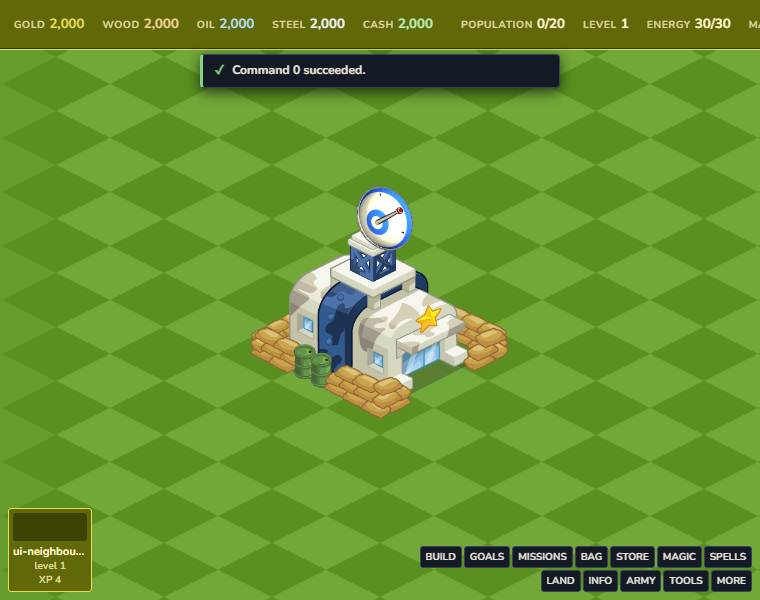 GOLD 2,000 WOOD 2,000 OIL 2,000 STEEL 2,000 CASH 2,000 POPULATION 0/20 LEVEL 1 ENERGY 30/30
✓ Command 0 succeeded.
ui-neighbou...
level 1
XP 4
BUILD GOALS MISSIONS BAG STORE MAGIC SPELLS
LAND INFO ARMY TOOLS MORE